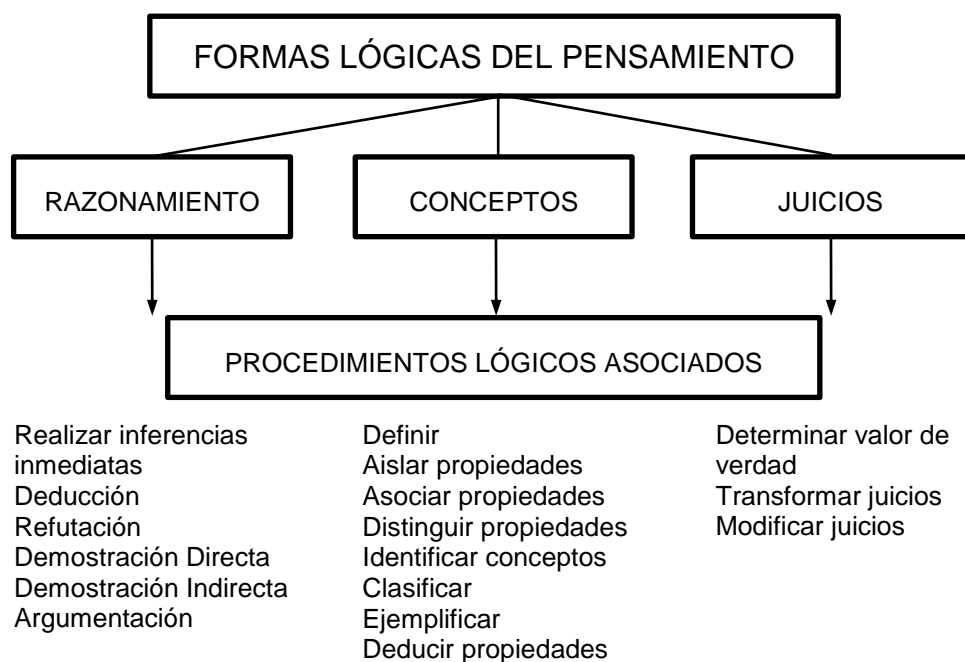 FORMAS LÓGICAS DEL PENSAMIENTO
RAZONAMIENTO
CONCEPTOS
JUICIOS
PROCEDIMIENTOS LÓGICOS ASOCIADOS
Realizar inferencias
inmediatas
Deducción
Refutación
Demostración Directa
Demostración Indirecta
Argumentación
Definir
Aislar propiedades
Asociar propiedades
Distinguir propiedades
Identificar conceptos
Clasificar
Ejemplificar
Deducir propiedades
Determinar valor de
verdad
Transformar juicios
Modificar juicios